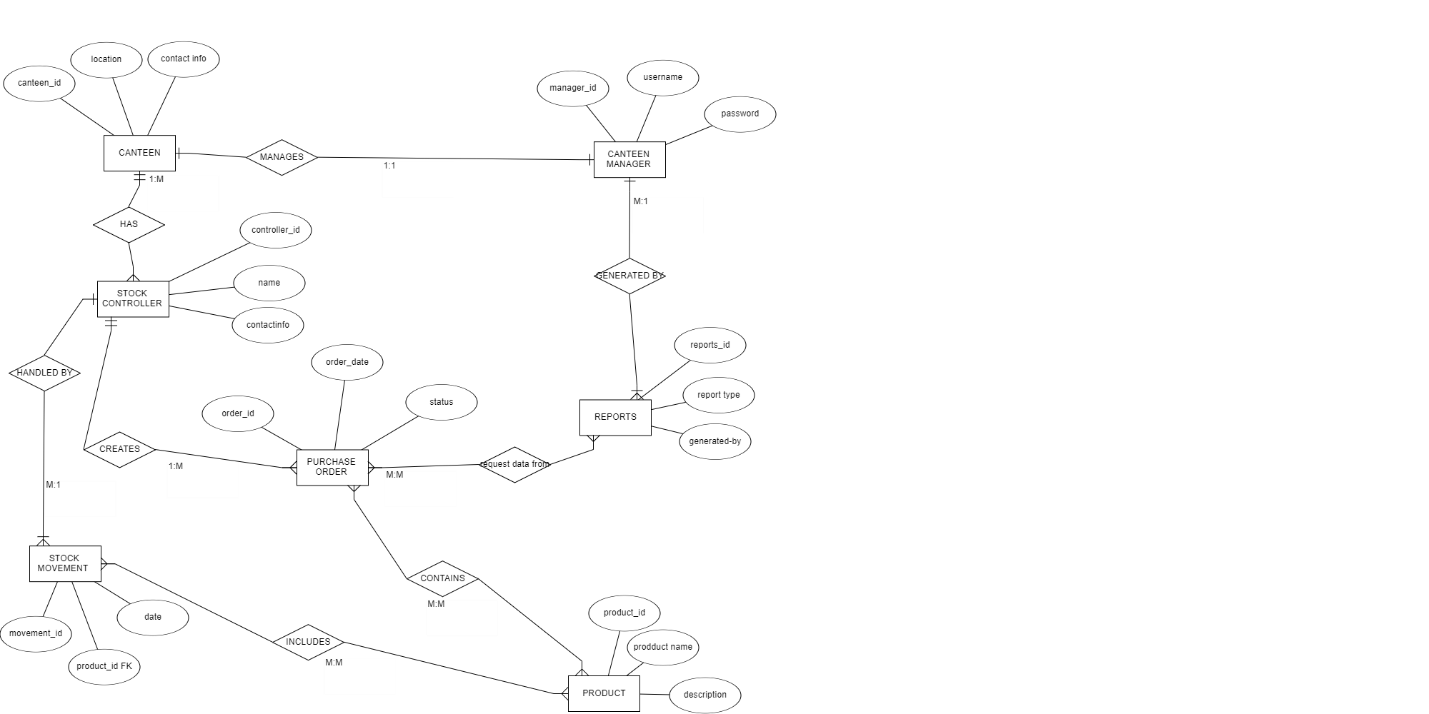 contact info
location
canteen_id
username
manager_id
password
CANTEEN
MANAGES
1:1
CANTEEN
MANAGER
1:M
M:1
HAS
controller_id
GENERATED BY
name
STOCK
CONTROLLER
contactinfo
reports_id
order_date
HANDLED BY
report type
status
order_id
REPORTS
generated-by
CREATES
1:M
PURCHASE
ORDER
M:M
request data from
M:1
STOCK
MOVEMENT
CONTAINS
M:M
date
product_id
movement_id
INCLUDES
M:M
prodduct name
product_id FK
PRODUCT
description